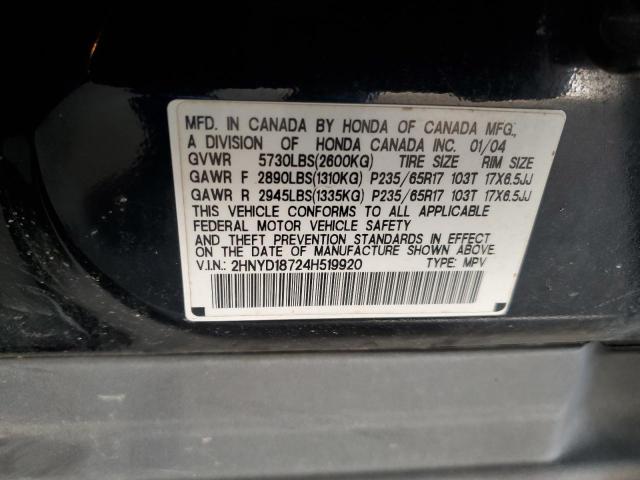 MFD. IN CANADA BY HONDA OF CANADA MFG.,
A DIVISION OF HONDA CANADA INC. 01/04
GVWR 5730LBS(2600KG) TIRE SIZE RIM SIZE
GAWR F 2890LBS(1310KG) P235/65R17 103T 17X6.5JJ
GAWR R 2945LBS(1335KG) P235/65R17 103T 17X6.5JJ
THIS VEHICLE CONFORMS TO ALL APPLICABLE
FEDERAL MOTOR VEHICLE SAFETY
AND THEFT PREVENTION STANDARDS IN EFFECT ON
THE DATE OF MANUFACTURE SHOWN ABOVE.
V.I.N.: 2HNYD18724H519920 TYPE: MPV